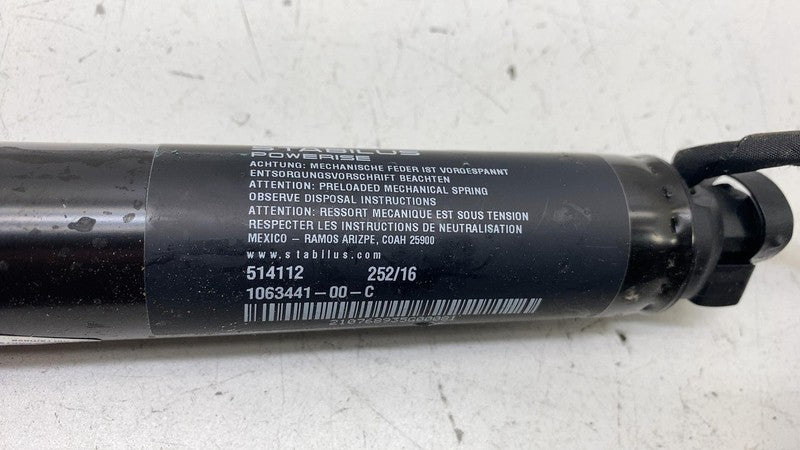 STABILUS
POWERISE
ACHTUNG: MECHANISCHE FEDER IST VORGESPANNT
ENTSORGUNGSVORSCHRIFT BEACHTEN
ATTENTION: PRELOADED MECHANICAL SPRING
OBSERVE DISPOSAL INSTRUCTIONS
ATTENTION: RESSORT MECANIQUE EST SOUS TENSION
RESPECTER LES INSTRUCTIONS DE NEUTRALISATION
MEXICO – RAMOS ARIZPE, COAH 25900
www.stabilus.com
514112 252/16
1063441-00-C